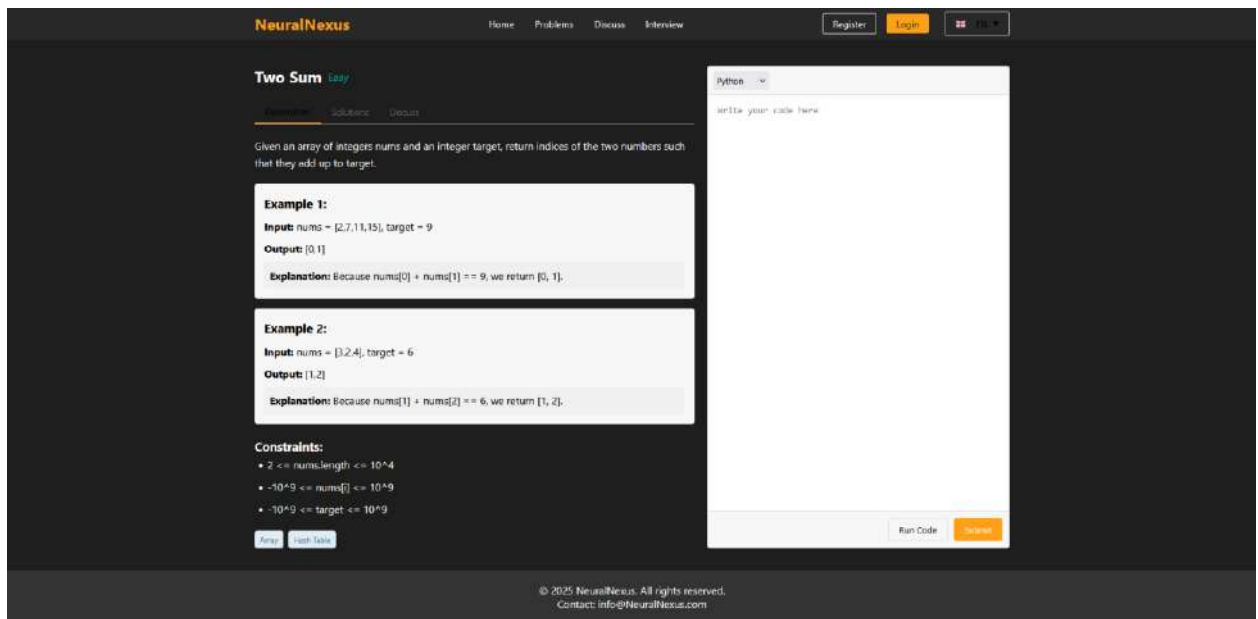 NeuralNexus
Home Problems Discuss Interview
Register Login EN
Two Sum Easy
Solutions Discuss
Given an array of integers nums and an integer target, return indices of the two numbers such
that they add up to target.
Example 1:
Input: nums = [2,7,11,15], target = 9
Output: [0,1]
Explanation: Because nums[0] + nums[1] == 9, we return [0, 1].
Example 2:
Input: nums = [3,2,4], target = 6
Output: [1,2]
Explanation: Because nums[1] + nums[2] == 6, we return [1, 2].
Constraints:
• 2 <= nums.length <= 10^4
• -10^9 <= nums[i] <= 10^9
• -10^9 <= target <= 10^9
Array Hash Table
Python
Write your code here
Run Code Submit
© 2025 NeuralNexus. All rights reserved.
Contact: info@NeuralNexus.com